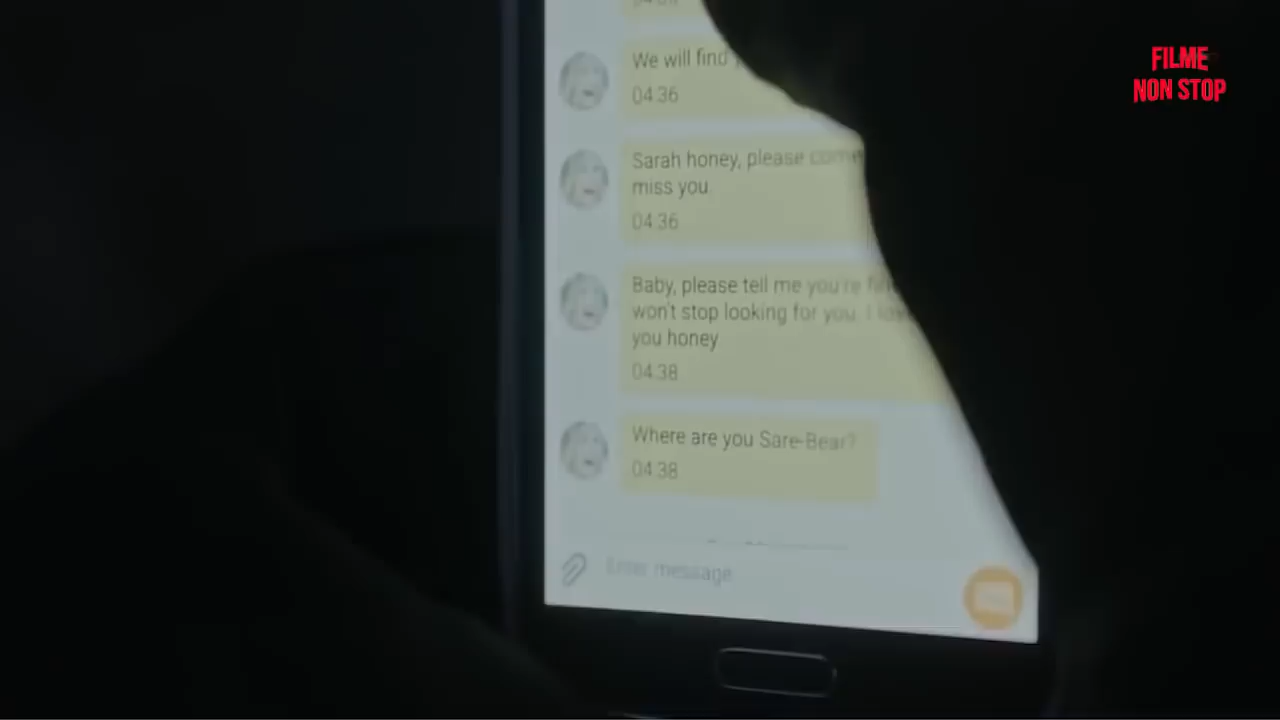 We will find
04:36
FILME
NON STOP
Sarah honey, please
miss you
04:36
Baby, please tell me you're
won't stop looking for you. I
you honey
04:38
Where are you Sare-Bear?
04:38
Enter message